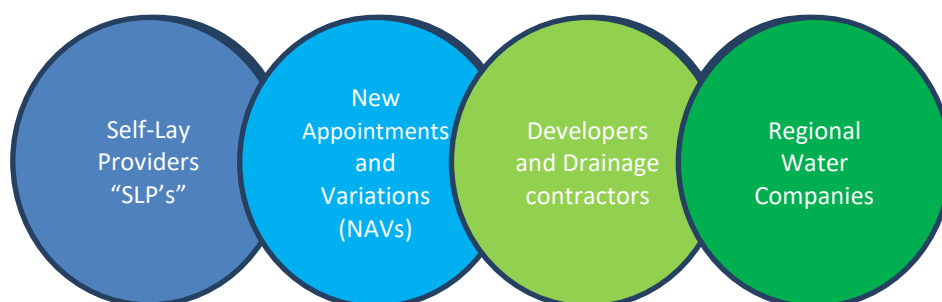 Self-Lay
Providers
“SLP’s”
New
Appointments
and
Variations
(NAVs)
Developers
and Drainage
contractors
Regional
Water
Companies